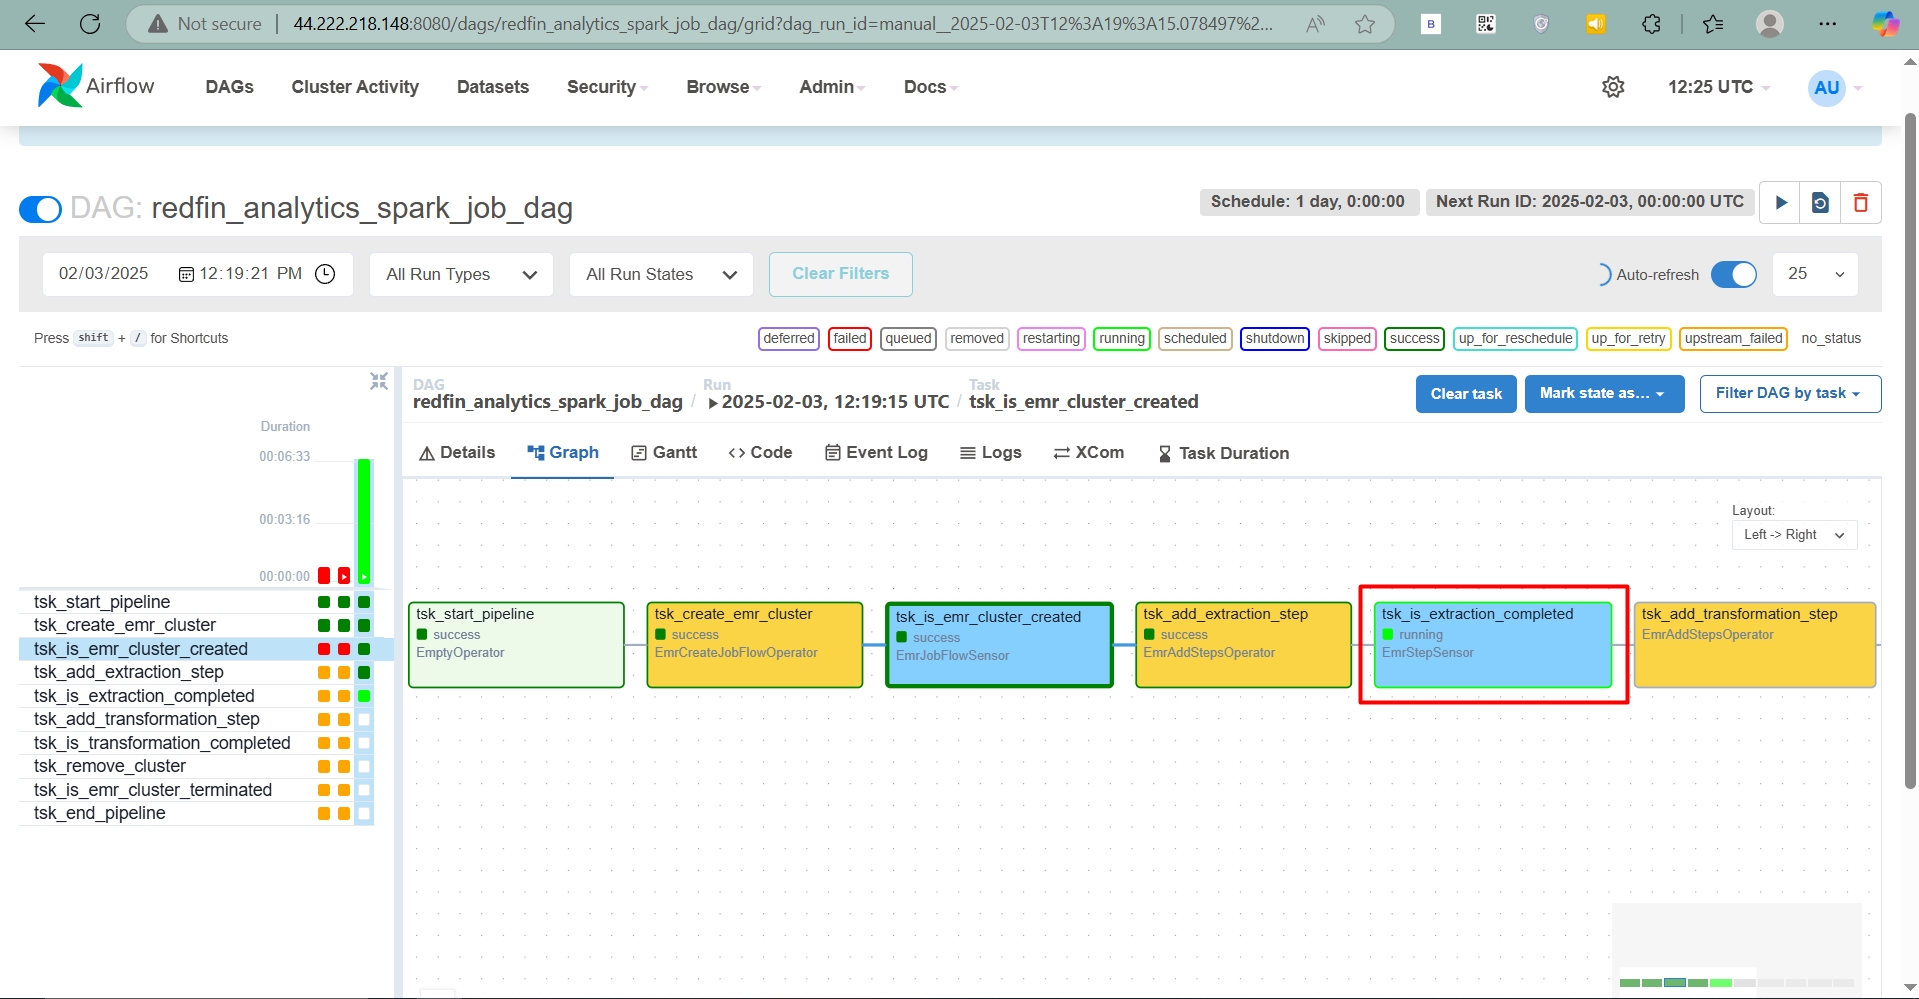 Not secure
44.222.218.148:8080/dags/redfin_analytics_spark_job_dag/grid?dag_run_id=manual__2025-02-03T12%3A19%3A15.078497%2...
B
Airflow
DAGs
Cluster Activity
Datasets
Security
Browse
Admin
Docs
12:25 UTC
AU
DAG: redfin_analytics_spark_job_dag
Schedule: 1 day, 0:00:00
Next Run ID: 2025-02-03, 00:00:00 UTC
02/03/2025 12:19:21 PM
All Run Types
All Run States
Clear Filters
Auto-refresh
25
Press shift + / for Shortcuts
deferred
failed
queued
removed
restarting
running
scheduled
shutdown
skipped
success
up_for_reschedule
up_for_retry
upstream_failed
no_status
Duration
00:06:33
00:03:16
00:00:00
tsk_start_pipeline
tsk_create_emr_cluster
tsk_is_emr_cluster_created
tsk_add_extraction_step
tsk_is_extraction_completed
tsk_add_transformation_step
tsk_is_transformation_completed
tsk_remove_cluster
tsk_is_emr_cluster_terminated
tsk_end_pipeline
DAG
redfin_analytics_spark_job_dag /
Run
2025-02-03, 12:19:15 UTC /
Task
tsk_is_emr_cluster_created
Clear task
Mark state as...
Filter DAG by task
Details
Graph
Gantt
Code
Event Log
Logs
XCom
Task Duration
Layout:
Left -> Right
tsk_start_pipeline
success
EmptyOperator
tsk_create_emr_cluster
success
EmrCreateJobFlowOperator
tsk_is_emr_cluster_created
success
EmrJobFlowSensor
tsk_add_extraction_step
success
EmrAddStepsOperator
tsk_is_extraction_completed
running
EmrStepSensor
tsk_add_transformation_step
EmrAddStepsOperator